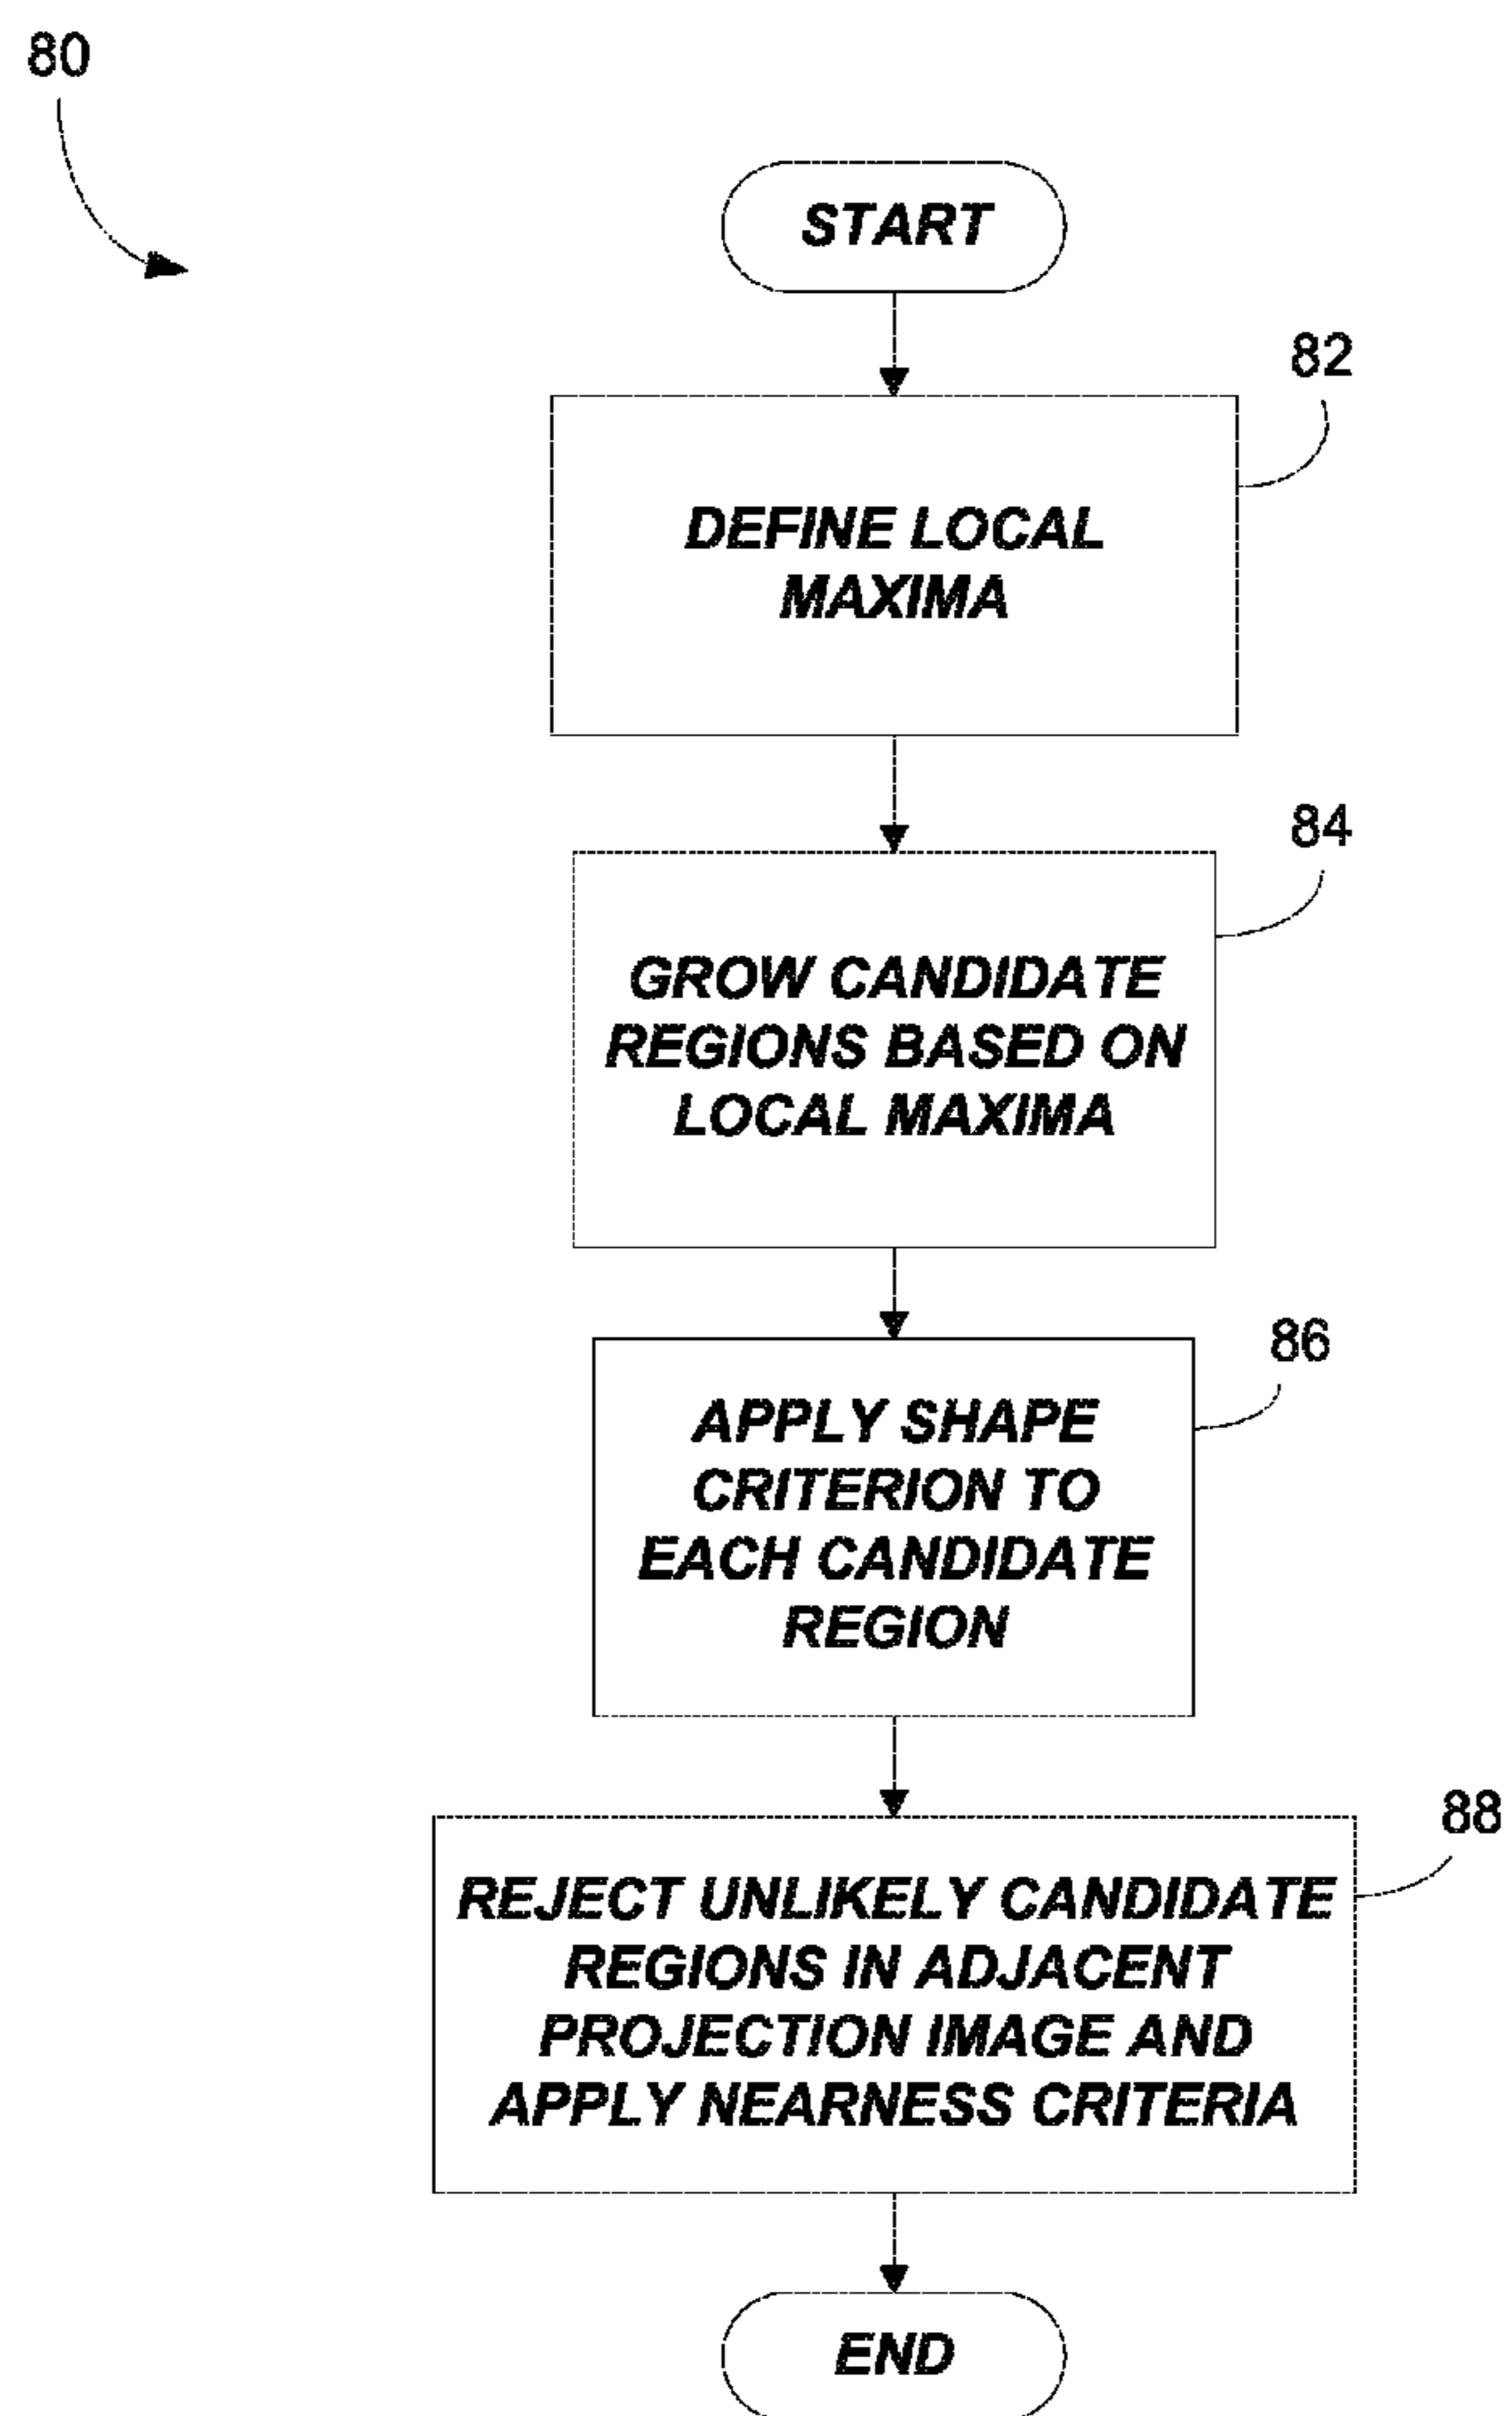 80
START
82
DEFINE LOCAL
MAXIMA
84
GROW CANDIDATE
REGIONS BASED ON
LOCAL MAXIMA
86
APPLY SHAPE
CRITERION TO
EACH CANDIDATE
REGION
88
REJECT UNLIKELY CANDIDATE
REGIONS IN ADJACENT
PROJECTION IMAGE AND
APPLY NEARNESS CRITERIA
END